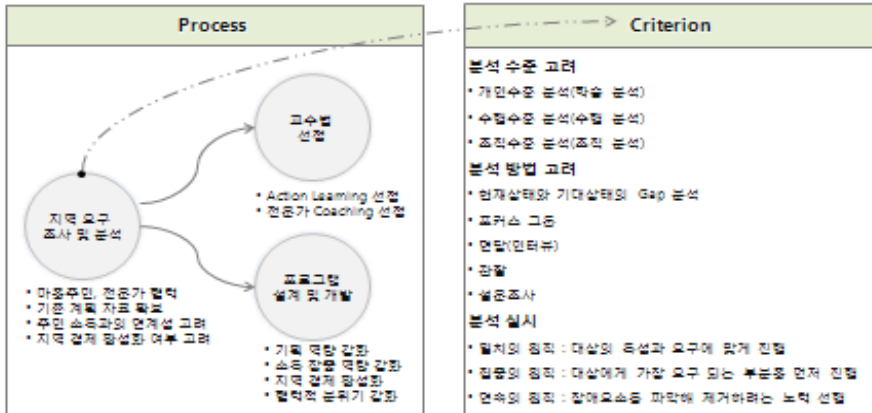 Process
교수법
선정
• Action Learning 선정
• 전문가 Coaching 선정
지역 요구
조사 및 분석
• 마을주민, 전문가 협력
• 기존 계획 자료 확보
• 주민 소득과의 연계성 고려
• 지역 경제 활성화 여부 고려
프로그램
설계 및 개발
• 기획 역량 강화
• 소득 집중 역량 강화
• 지역 경제 활성화
• 협력적 분위기 강화
Criterion
분석 수준 고려
• 개인수준 분석(학습 분석)
• 수행수준 분석(수행 분석)
• 조직수준 분석(조직 분석)
분석 방법 고려
• 현재상태와 기대상태의 Gap 분석
• 포커스 그룹
• 면담(인터뷰)
• 관찰
• 설문조사
분석 실시
• 일치의 원칙 : 대상의 특성과 요구에 맞게 진행
• 집중의 원칙 : 대상에게 가장 요구 되는 부분을 먼저 진행
• 연속의 원칙 : 장애요소를 파악해 제거하려는 노력 선행